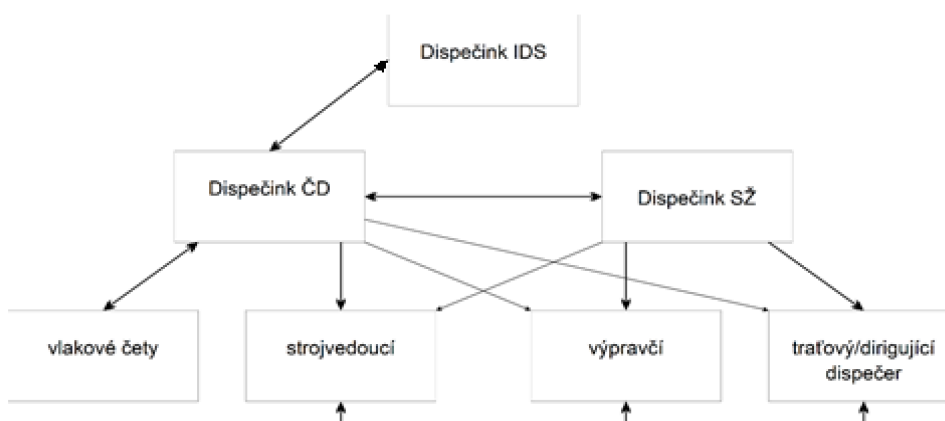 Dispečink IDS
Dispečink ČD
Dispečink SŽ
vlakové čety
strojvedoucí
výpravčí
traťový/dirigující
dispečer